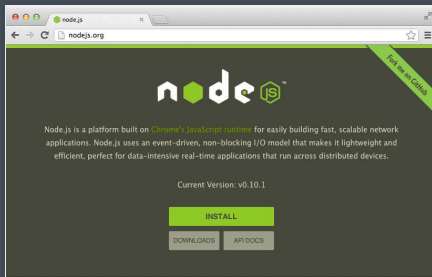 node.js
nodejs.org
Fork me on GitHub
node JS ™
Node.js is a platform built on Chrome's JavaScript runtime for easily building fast, scalable network
applications. Node.js uses an event-driven, non-blocking I/O model that makes it lightweight and
efficient, perfect for data-intensive real-time applications that run across distributed devices.
Current Version: v0.10.1
INSTALL
DOWNLOADS
API DOCS